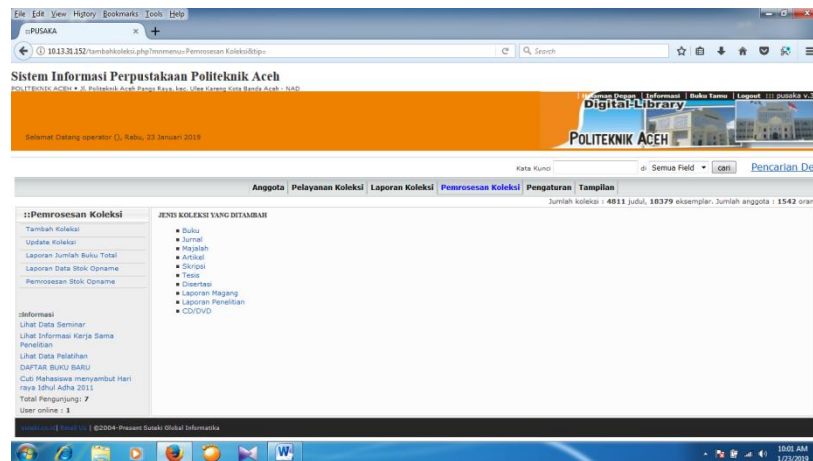 File Edit View History Bookmarks Tools Help
::PUSAKA × +
10.13.31.152/tambahkoleksi.php?mnmenu=Pemrosesan Koleksi&tip=
Search
Sistem Informasi Perpustakaan Politeknik Aceh
POLITEKNIK ACEH • Jl. Politeknik Aceh Pango Raya, kec. Ulee Kareng Kota Banda Aceh - NAD
Halaman Depan | Informasi | Buku Tamu | Logout ::: pusaka v.3
Digital-Library
POLITEKNIK ACEH
Selamat Datang operator (), Rabu, 23 Januari 2019
Kata Kunci di Semua Field cari Pencarian De
Anggota Pelayanan Koleksi Laporan Koleksi Pemrosesan Koleksi Pengaturan Tampilan
Jumlah koleksi : 4811 judul, 18379 eksemplar. Jumlah anggota : 1542 oran
::Pemrosesan Koleksi
Tambah Koleksi
Update Koleksi
Laporan Jumlah Buku Total
Laporan Data Stok Opname
Pemrosesan Stok Opname
JENIS KOLEKSI YANG DITAMBAH
Buku
Jurnal
Majalah
Artikel
Skripsi
Tesis
Disertasi
Laporan Magang
Laporan Penelitian
CD/DVD
::Informasi
Lihat Data Seminar
Lihat Informasi Kerja Sama
Penelitian
Lihat Data Pelatihan
DAFTAR BUKU BARU
Cuti Mahasiswa menyambut Hari
raya Idhul Adha 2011
Total Pengunjung: 7
User online : 1
©2004-Present Sutaki Global Informatika
10:01 AM
1/23/2019